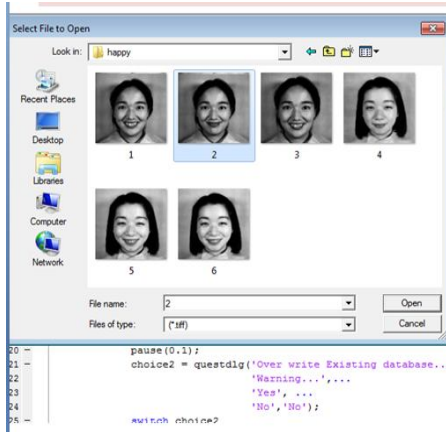 Select File to Open
Look in: happy
Recent Places
Desktop
Libraries
Computer
Network
1 2 3 4
5 6
File name: 2 Open
Files of type: (*.tiff) Cancel
20 - pause(0.1);
21 - choice2 = questdlg('Over write Existing database..
22 'Warning...',...
23 'Yes', ...
24 'No','No');
25 - switch choice2